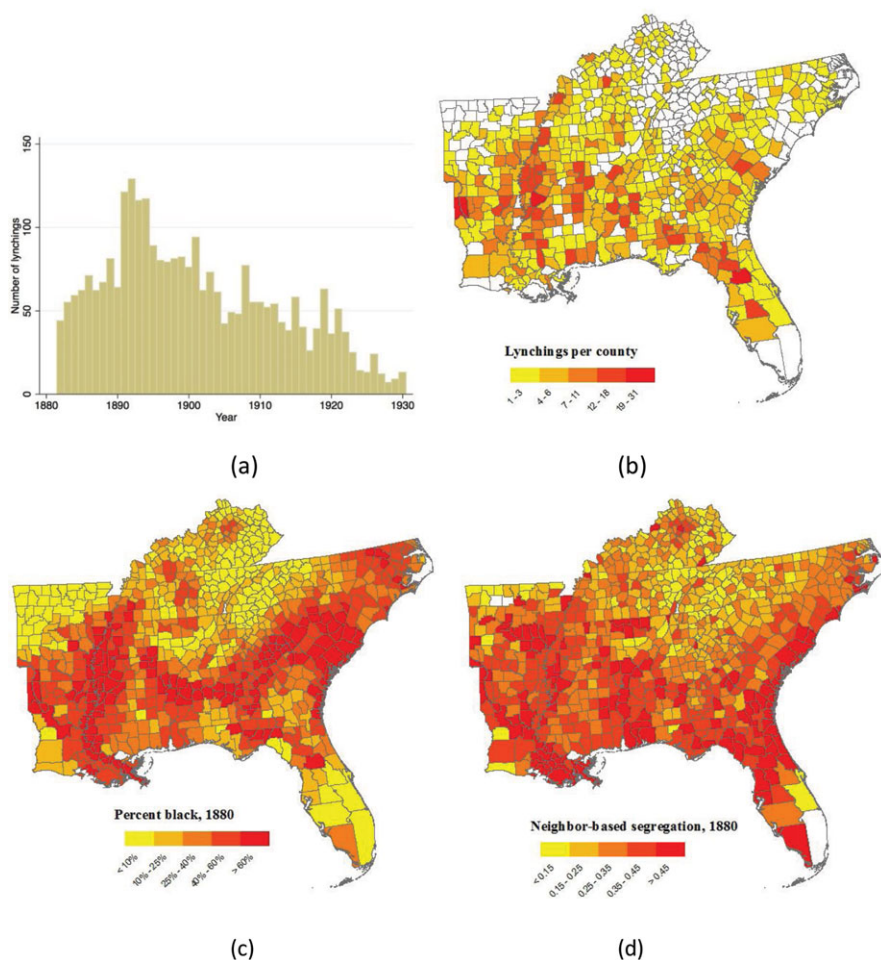 Number of lynchings
150
100
50
0
1880
1890
1900
1910
1920
1930
Year
(a)
Lynchings per county
1 - 3
4 - 6
7 - 11
12 - 18
19 - 31
(b)
Percent black, 1880
< 10%
10% - 25%
25% - 40%
40% - 60%
> 60%
(c)
Neighbor-based segregation, 1880
< 0.15
0.15 - 0.25
0.25 - 0.35
0.35 - 0.45
> 0.45
(d)